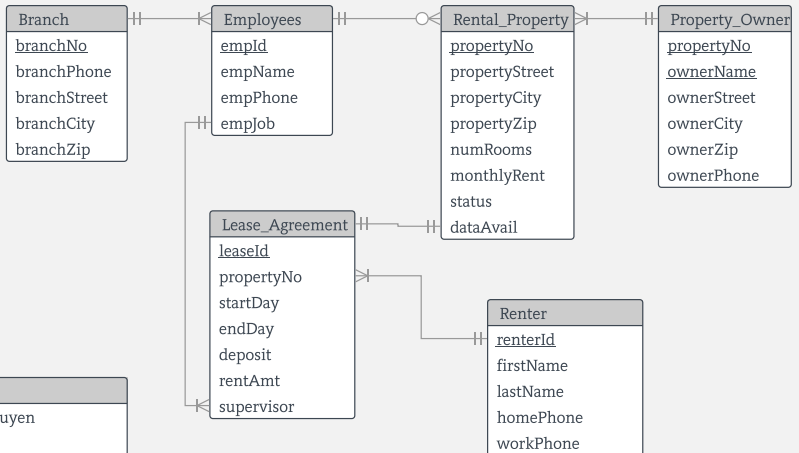 Branch
branchNo
branchPhone
branchStreet
branchCity
branchZip
Employees
empId
empName
empPhone
empJob
Rental_Property
propertyNo
propertyStreet
propertyCity
propertyZip
numRooms
monthlyRent
status
dataAvail
Property_Owner
propertyNo
ownerName
ownerStreet
ownerCity
ownerZip
ownerPhone
Lease_Agreement
leaseId
propertyNo
startDay
endDay
deposit
rentAmt
supervisor
Renter
renterId
firstName
lastName
homePhone
workPhone
uyen